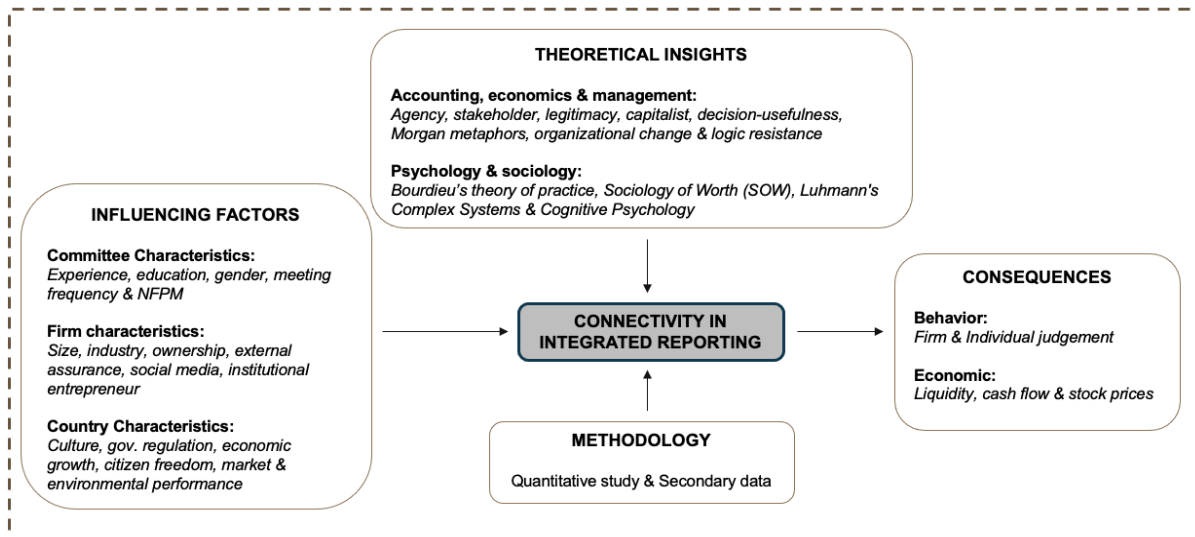 THEORETICAL INSIGHTS
Accounting, economics & management:
Agency, stakeholder, legitimacy, capitalist, decision-usefulness,
Morgan metaphors, organizational change & logic resistance
Psychology & sociology:
Bourdieu’s theory of practice, Sociology of Worth (SOW), Luhmann's
Complex Systems & Cognitive Psychology
INFLUENCING FACTORS
Committee Characteristics:
Experience, education, gender, meeting
frequency & NFPM
Firm characteristics:
Size, industry, ownership, external
assurance, social media, institutional
entrepreneur
Country Characteristics:
Culture, gov. regulation, economic
growth, citizen freedom, market &
environmental performance
CONNECTIVITY IN
INTEGRATED REPORTING
METHODOLOGY
Quantitative study & Secondary data
CONSEQUENCES
Behavior:
Firm & Individual judgement
Economic:
Liquidity, cash flow & stock prices